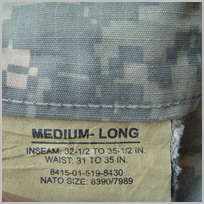 MEDIUM- LONG
INSEAM: 32-1/2 TO 35-1/2 IN.
WAIST: 31 TO 35 IN.
8415-01-519-8430
NATO SIZE: 8390/7989